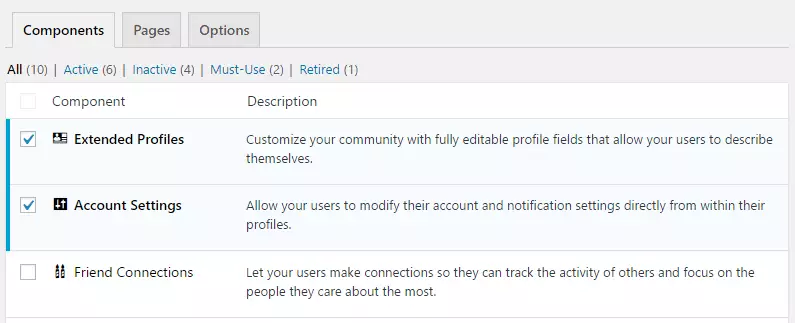 Components Pages Options
All (10) | Active (6) | Inactive (4) | Must-Use (2) | Retired (1)
Component Description
Extended Profiles Customize your community with fully editable profile fields that allow your users to describe
themselves.
Account Settings Allow your users to modify their account and notification settings directly from within their
profiles.
Friend Connections Let your users make connections so they can track the activity of others and focus on the
people they care about the most.